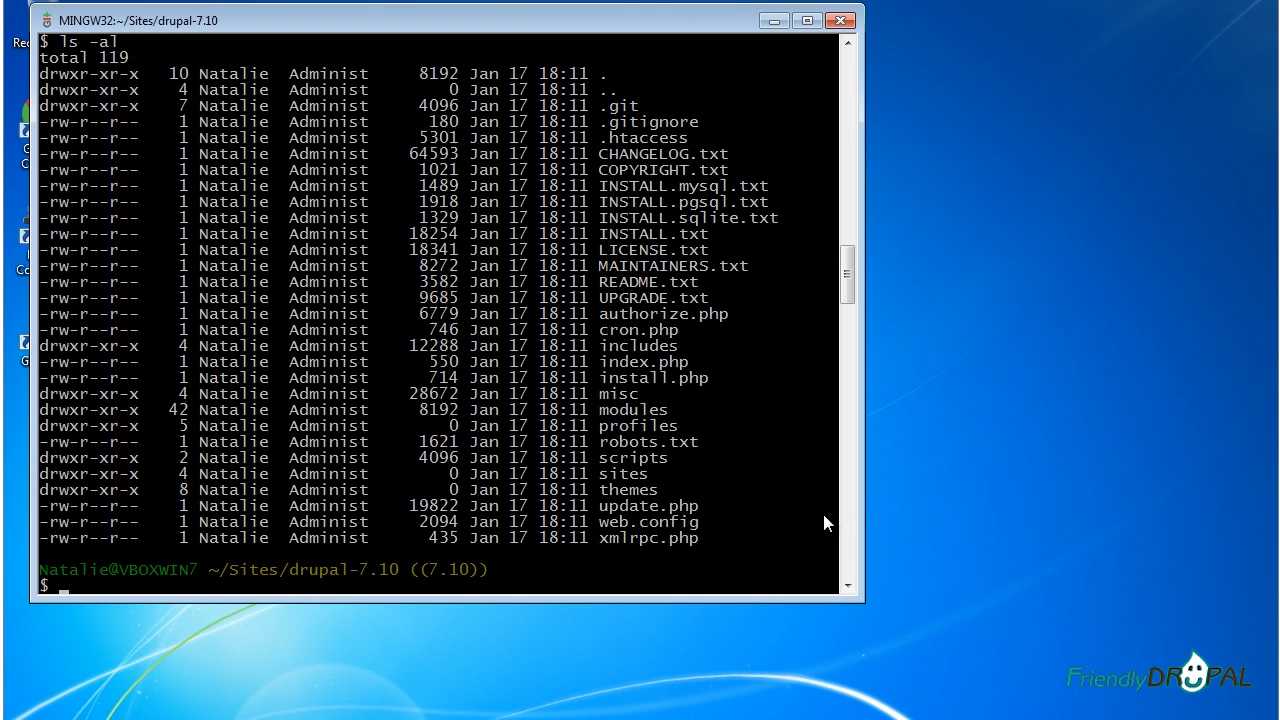 MINGW32:~/Sites/drupal-7.10
$ ls -al
total 119
drwxr-xr-x 10 Natalie Administ 8192 Jan 17 18:11 .
drwxr-xr-x 4 Natalie Administ 0 Jan 17 18:11 ..
drwxr-xr-x 7 Natalie Administ 4096 Jan 17 18:11 .git
-rw-r--r-- 1 Natalie Administ 180 Jan 17 18:11 .gitignore
-rw-r--r-- 1 Natalie Administ 5301 Jan 17 18:11 .htaccess
-rw-r--r-- 1 Natalie Administ 64593 Jan 17 18:11 CHANGELOG.txt
-rw-r--r-- 1 Natalie Administ 1021 Jan 17 18:11 COPYRIGHT.txt
-rw-r--r-- 1 Natalie Administ 1489 Jan 17 18:11 INSTALL.mysql.txt
-rw-r--r-- 1 Natalie Administ 1918 Jan 17 18:11 INSTALL.pgsql.txt
-rw-r--r-- 1 Natalie Administ 1329 Jan 17 18:11 INSTALL.sqlite.txt
-rw-r--r-- 1 Natalie Administ 18254 Jan 17 18:11 INSTALL.txt
-rw-r--r-- 1 Natalie Administ 18341 Jan 17 18:11 LICENSE.txt
-rw-r--r-- 1 Natalie Administ 8272 Jan 17 18:11 MAINTAINERS.txt
-rw-r--r-- 1 Natalie Administ 3582 Jan 17 18:11 README.txt
-rw-r--r-- 1 Natalie Administ 9685 Jan 17 18:11 UPGRADE.txt
-rw-r--r-- 1 Natalie Administ 6779 Jan 17 18:11 authorize.php
-rw-r--r-- 1 Natalie Administ 746 Jan 17 18:11 cron.php
drwxr-xr-x 4 Natalie Administ 12288 Jan 17 18:11 includes
-rw-r--r-- 1 Natalie Administ 550 Jan 17 18:11 index.php
-rw-r--r-- 1 Natalie Administ 714 Jan 17 18:11 install.php
drwxr-xr-x 4 Natalie Administ 28672 Jan 17 18:11 misc
drwxr-xr-x 42 Natalie Administ 8192 Jan 17 18:11 modules
drwxr-xr-x 5 Natalie Administ 0 Jan 17 18:11 profiles
-rw-r--r-- 1 Natalie Administ 1621 Jan 17 18:11 robots.txt
drwxr-xr-x 2 Natalie Administ 4096 Jan 17 18:11 scripts
drwxr-xr-x 4 Natalie Administ 0 Jan 17 18:11 sites
drwxr-xr-x 8 Natalie Administ 0 Jan 17 18:11 themes
-rw-r--r-- 1 Natalie Administ 19822 Jan 17 18:11 update.php
-rw-r--r-- 1 Natalie Administ 2094 Jan 17 18:11 web.config
-rw-r--r-- 1 Natalie Administ 435 Jan 17 18:11 xmlrpc.php
Natalie@VBOXWIN7 ~/Sites/drupal-7.10 ((7.10))
$
FriendlyDRUPAL